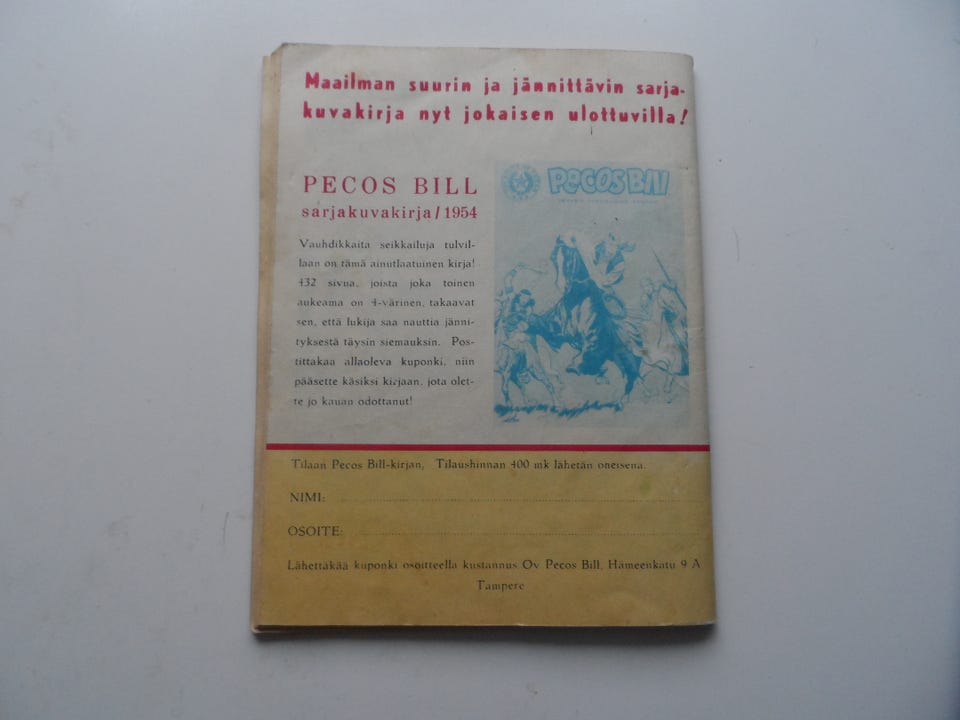 Maailman suurin ja jännittävin sarja-
kuvakirja nyt jokaisen ulottuvilla!
PECOS BILL
sarjakuvakirja/1954
Vauhdikkaita seikkailuja tulvil-
laan on tämä ainutlaatuinen kirja!
432 sivua, joista joka toinen
aukeama on 4-värinen, takaavat
sen, että lukija saa nauttia jänni-
tyksestä täysin siemauksin. Pos-
tittakaa allaoleva kuponki, niin
pääsette käsiksi kirjaan, jota olet-
te jo kauan odottanut!
PECOS BILL
Tilaan Pecos Bill-kirjan, Tilaushinnan 400 mk lähetän oneisena.
NIMI:
OSOITE:
Lähettäkää kuponki osoitteella kustannus Oy Pecos Bill, Hämeenkatu 9 A
Tampere